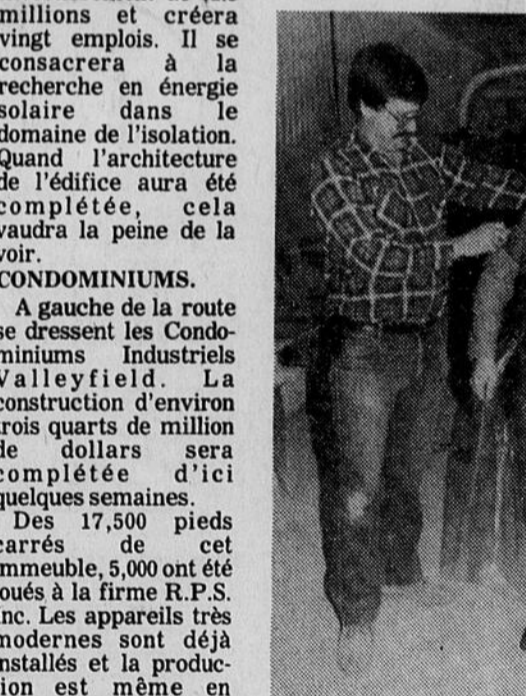 millions et créera
vingt emplois. Il se
consacrera à la
recherche en énergie
solaire dans le
domaine de l'isolation.
Quand l'architecture
de l'édifice aura été
complétée, cela
vaudra la peine de la
voir.
CONDOMINIUMS.
A gauche de la route
se dressent les Condo-
miniums Industriels
Valleyfield. La
construction d'environ
trois quarts de million
de dollars sera
complétée d'ici
quelques semaines.
Des 17,500 pieds
carrés de cet
immeuble, 5,000 ont été
loués à la firme R.P.S.
Inc. Les appareils très
modernes sont déjà
installés et la produc-
tion est même en